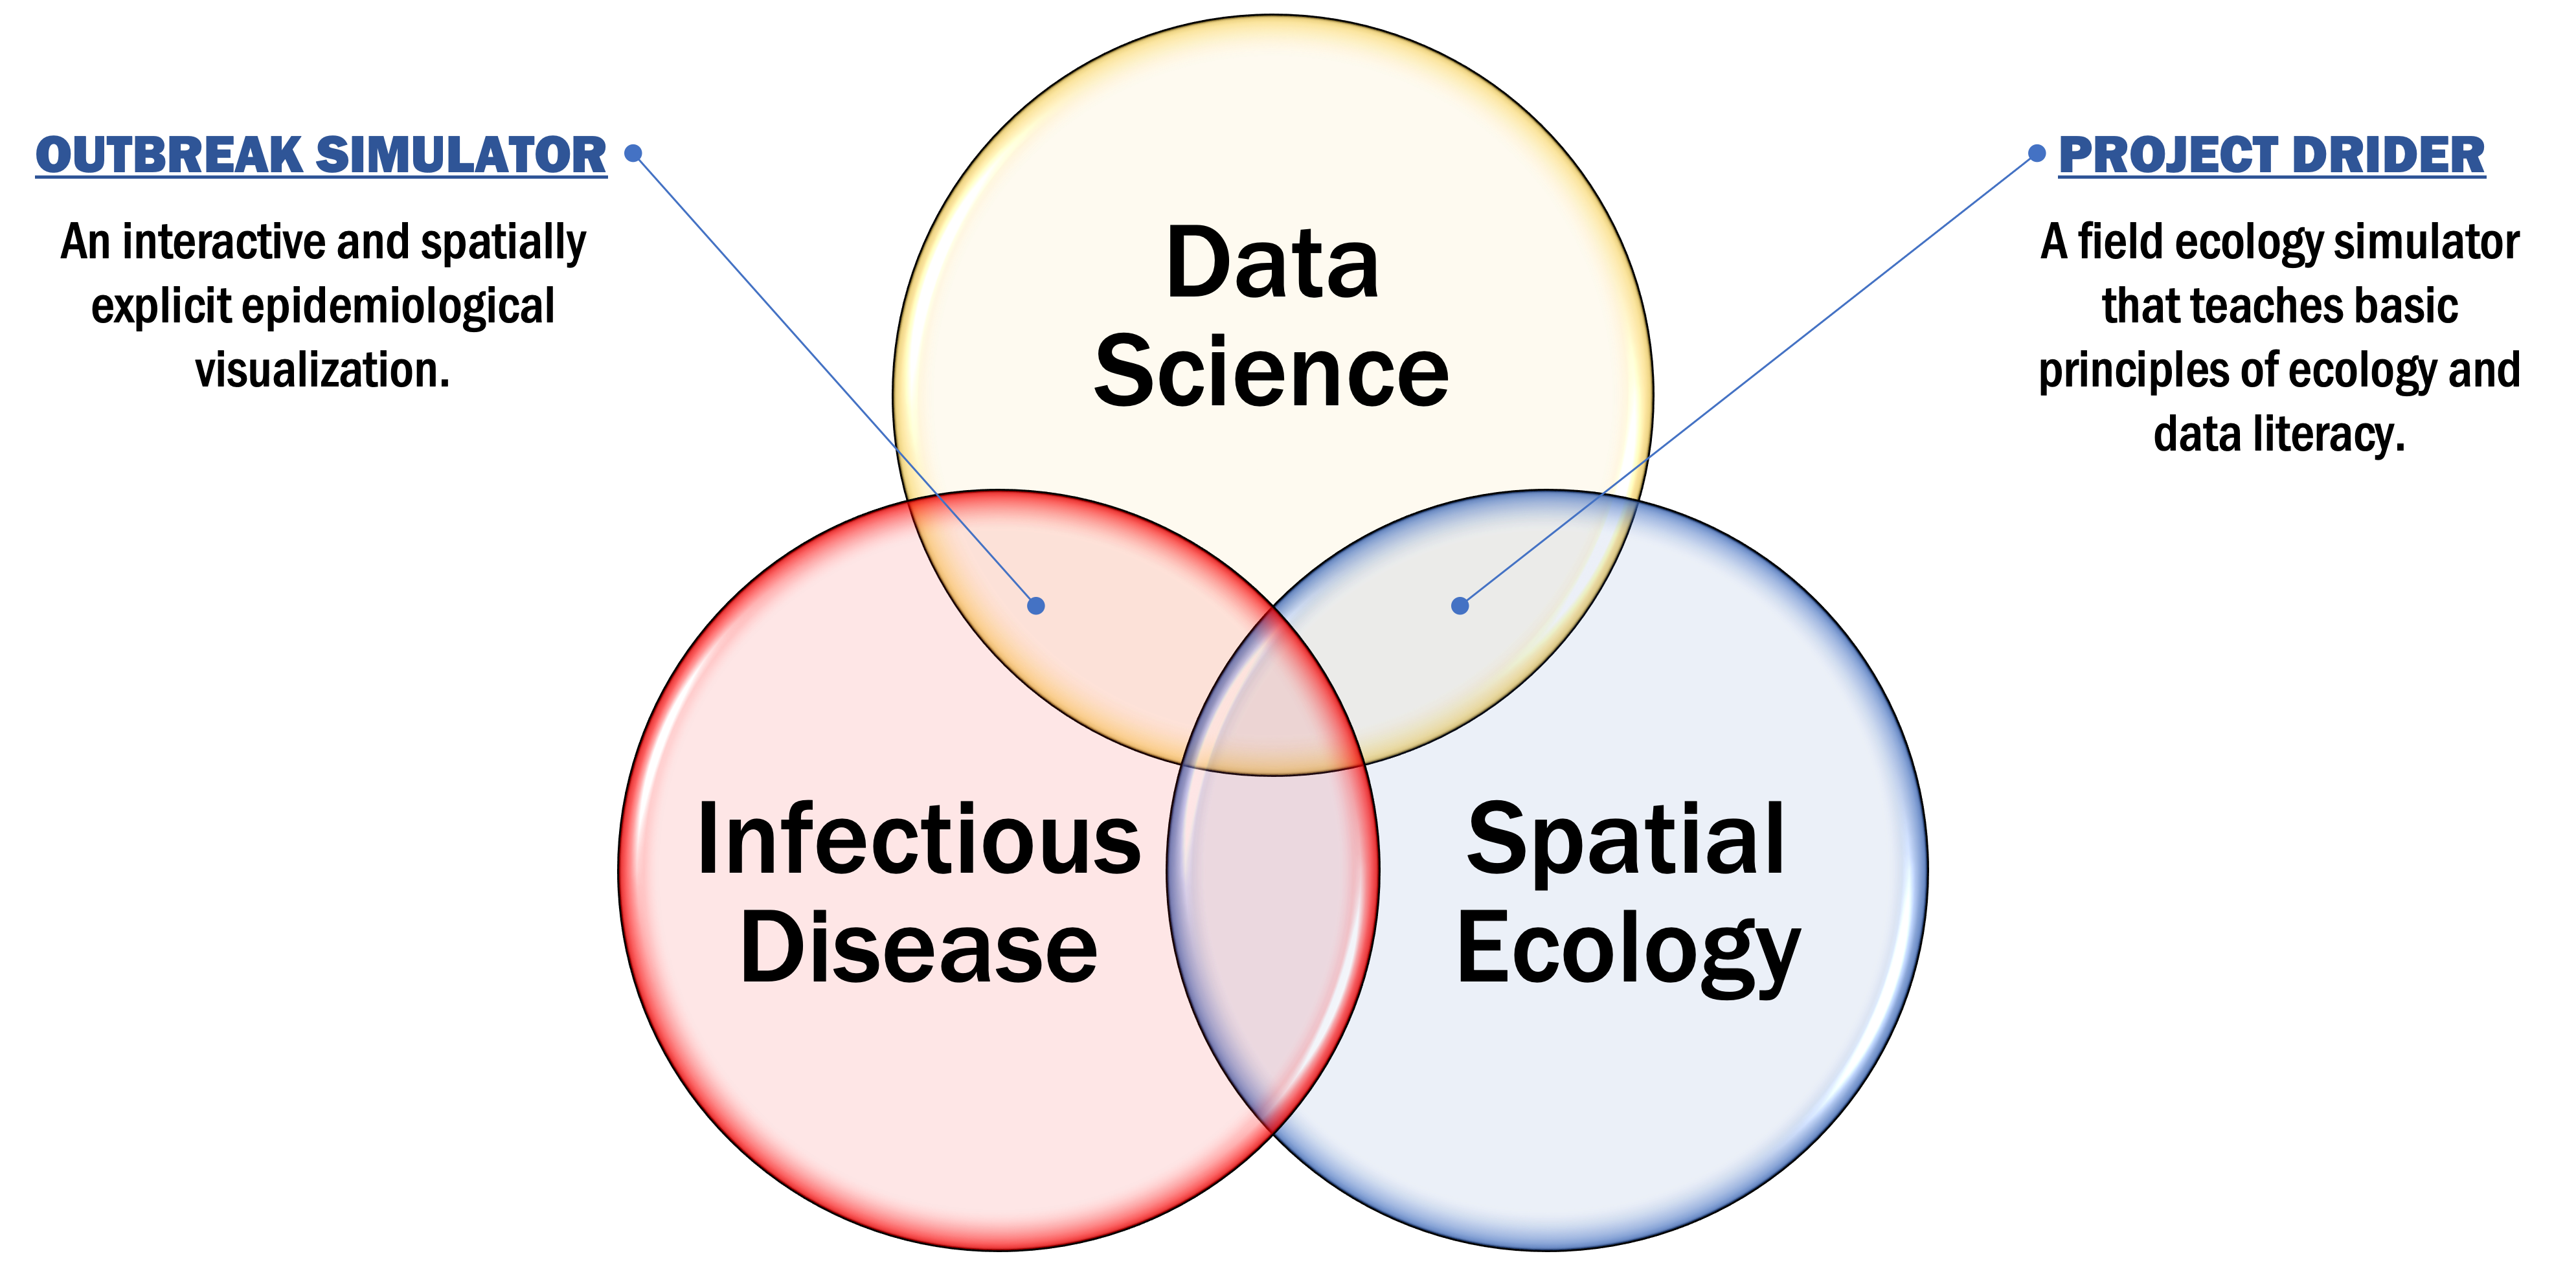 OUTBREAK SIMULATOR
An interactive and spatially
explicit epidemiological
visualization.
Data
Science
PROJECT DRIDER
A field ecology simulator
that teaches basic
principles of ecology and
data literacy.
Infectious
Disease
Spatial
Ecology